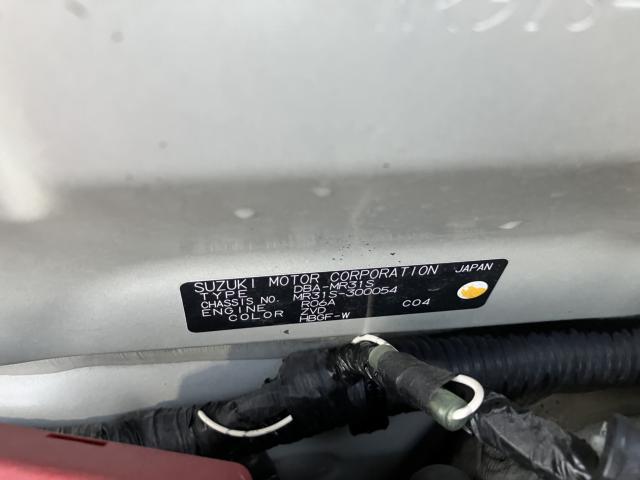 SUZUKI MOTOR CORPORATION JAPAN
TYPE DBA-MR31S
CHASSIS NO. MR31S-300054
ENGINE R06A C04
COLOR ZVD
HBGF-W